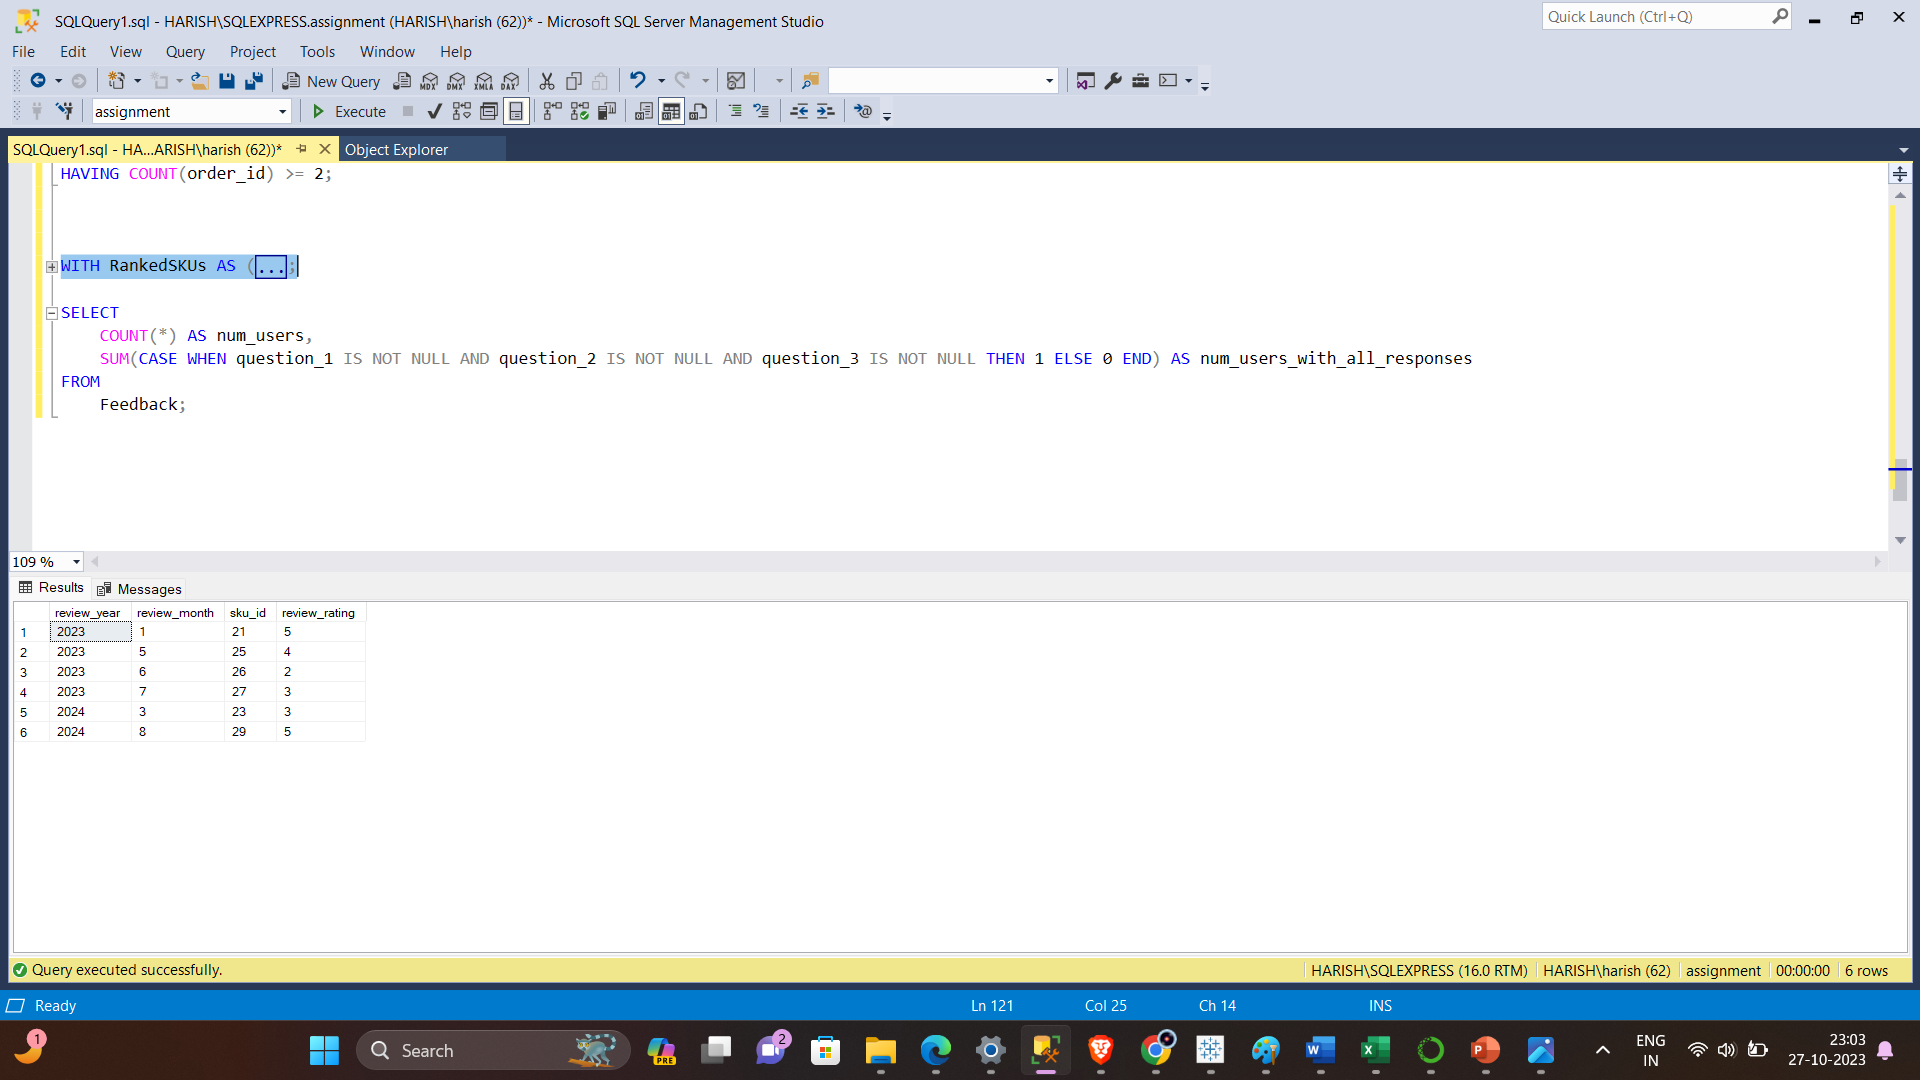 SQLQuery1.sql - HARISH\SQLEXPRESS.assignment (HARISH\harish (62))* - Microsoft SQL Server Management Studio
Quick Launch (Ctrl+Q)
File Edit View Query Project Tools Window Help
New Query MDX DMX XMLA DAX
assignment Execute
SQLQuery1.sql - HA...ARISH\harish (62))* Object Explorer
HAVING COUNT(order_id) >= 2;
WITH RankedSKUs AS (...;
SELECT
COUNT(*) AS num_users,
SUM(CASE WHEN question_1 IS NOT NULL AND question_2 IS NOT NULL AND question_3 IS NOT NULL THEN 1 ELSE 0 END) AS num_users_with_all_responses
FROM
Feedback;
109 %
Results Messages
review_year review_month sku_id review_rating
1 2023 1 21 5
2 2023 5 25 4
3 2023 6 26 2
4 2023 7 27 3
5 2024 3 23 3
6 2024 8 29 5
Query executed successfully. HARISH\SQLEXPRESS (16.0 RTM) HARISH\harish (62) assignment 00:00:00 6 rows
Ready Ln 121 Col 25 Ch 14 INS
1 Search PRE 2 ENG 23:03
IN 27-10-2023